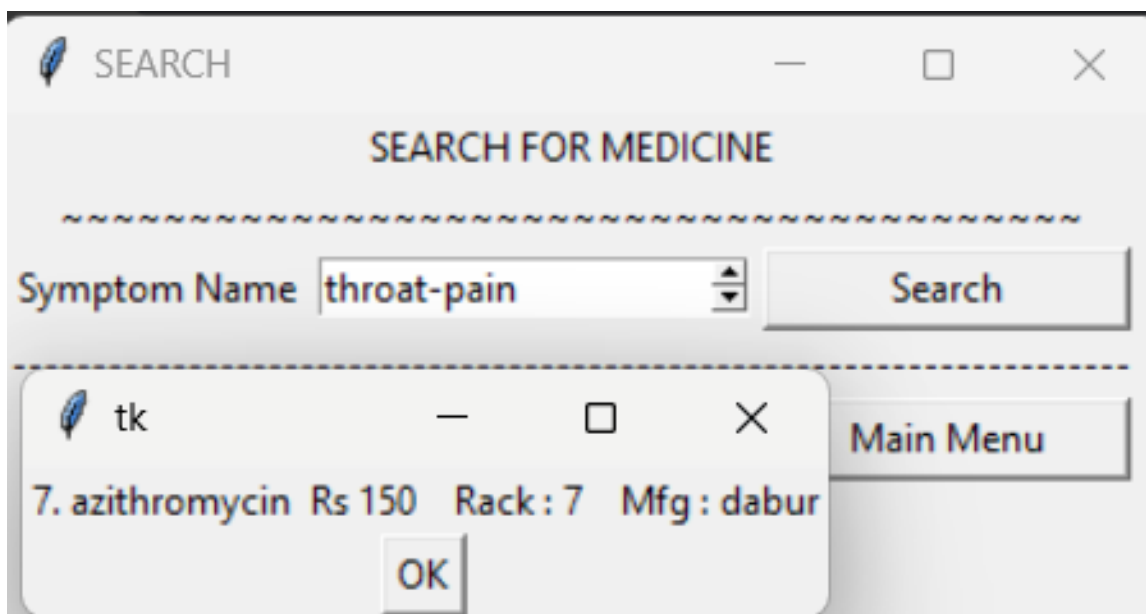 SEARCH
SEARCH FOR MEDICINE
~~~~~~~~~~~~~~~~~~~~~~~~~~~~~~~~~~~~~~~~
Symptom Name throat-pain Search
--------------------------------------------------------------------------------
tk
Main Menu
7. azithromycin Rs 150 Rack : 7 Mfg : dabur
OK